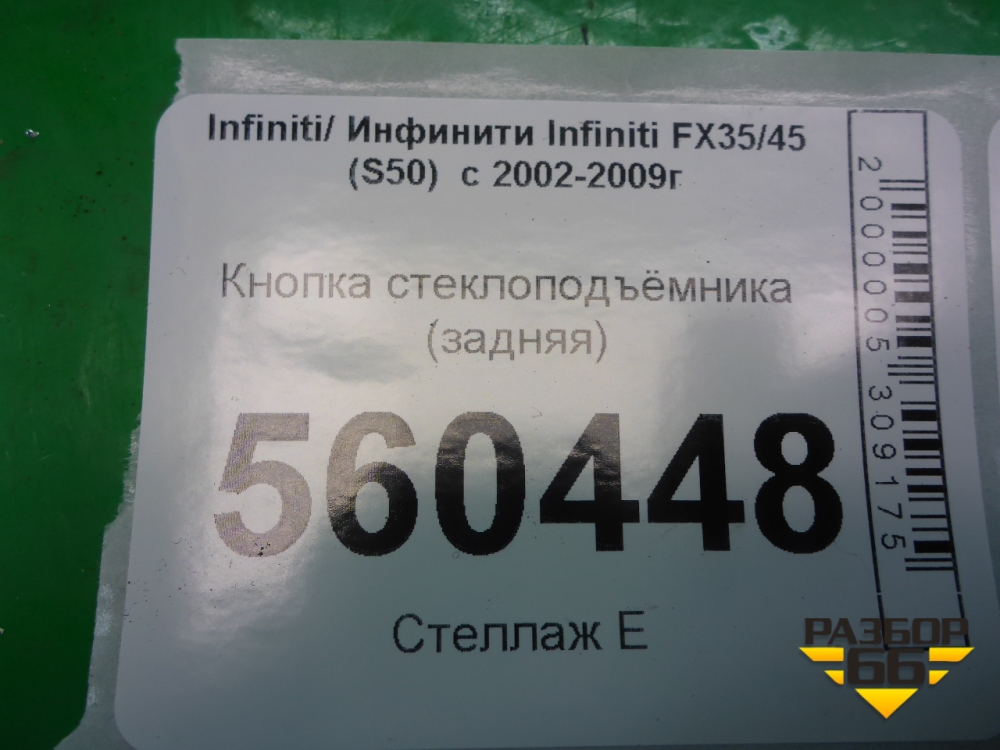 Infiniti/ Инфинити Infiniti FX35/45
(S50) с 2002-2009г
Кнопка стеклоподъёмника
(задняя)
560448
Стеллаж Е
2000005309175
РАЗБОР
66